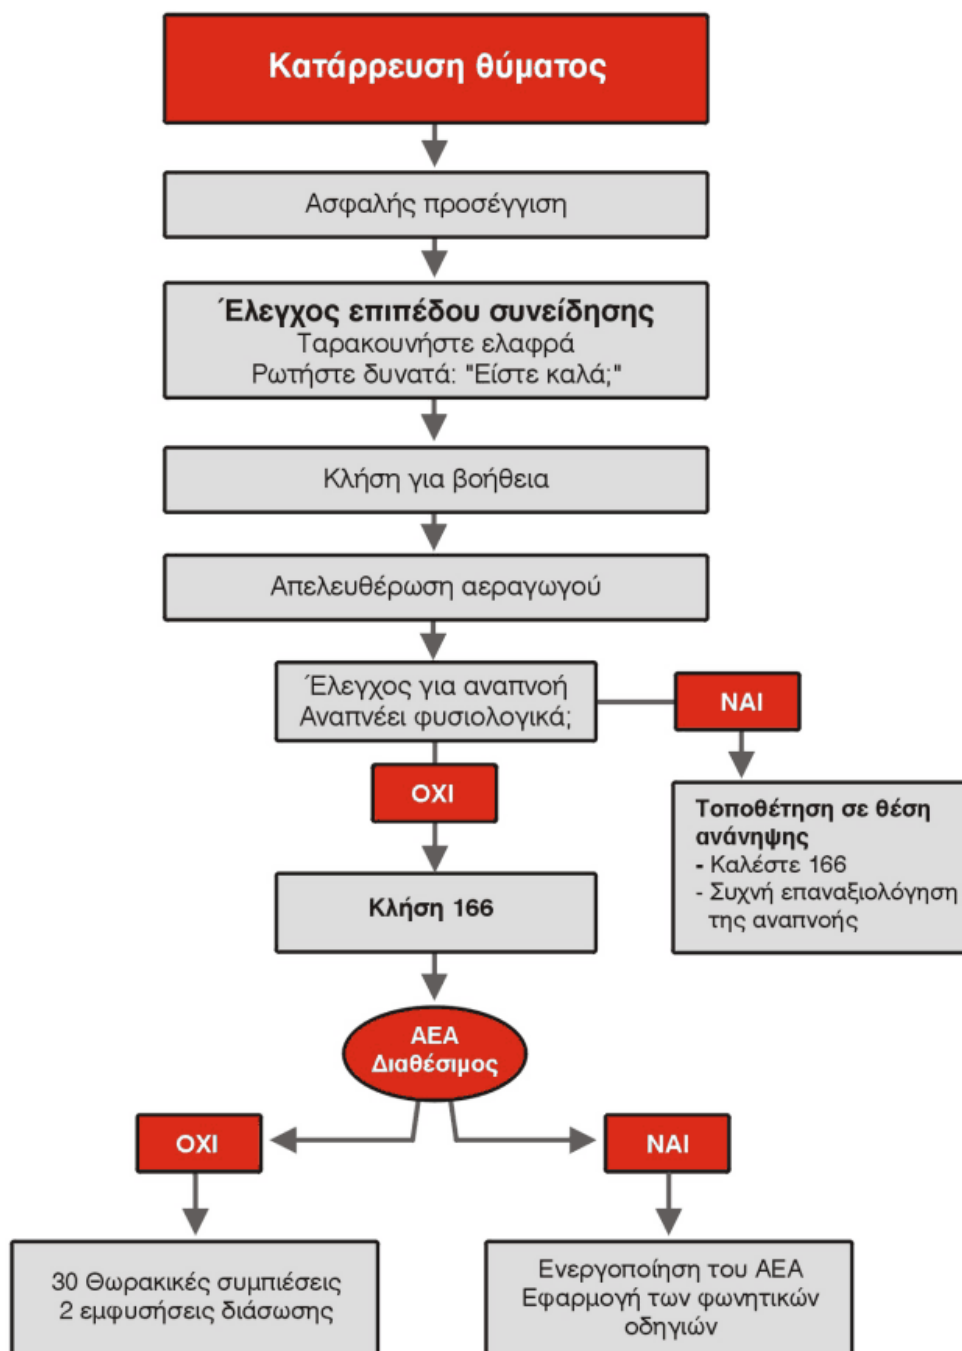 Κατάρρευση θύματος
Ασφαλής προσέγγιση
Έλεγχος επιπέδου συνείδησης
Ταρακουνήστε ελαφρά
Ρωτήστε δυνατά: "Είστε καλά;"
Κλήση για βοήθεια
Απελευθέρωση αεραγωγού
Έλεγχος για αναπνοή
Αναπνέει φυσιολογικά;
ΝΑΙ
ΟΧΙ
Τοποθέτηση σε θέση
ανάνηψης
- Καλέστε 166
- Συχνή επαναξιολόγηση
της αναπνοής
Κλήση 166
ΑΕΑ
Διαθέσιμος
ΟΧΙ
ΝΑΙ
30 Θωρακικές συμπιέσεις
2 εμφυσήσεις διάσωσης
Ενεργοποίηση του ΑΕΑ
Εφαρμογή των φωνητικών
οδηγιών